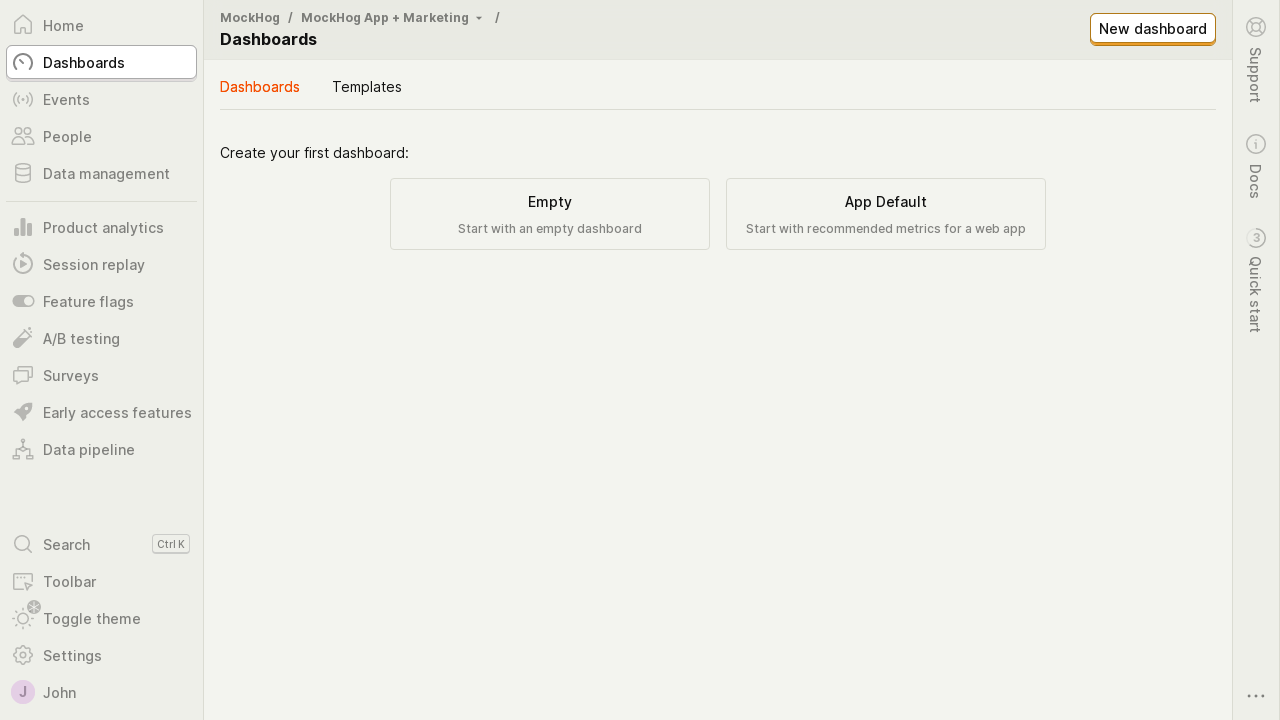 Home
Dashboards
Events
People
Data management
Product analytics
Session replay
Feature flags
A/B testing
Surveys
Early access features
Data pipeline
Search Ctrl K
Toolbar
Toggle theme
Settings
J John
MockHog / MockHog App + Marketing /
Dashboards
New dashboard
Dashboards Templates
Create your first dashboard:
Empty
Start with an empty dashboard
App Default
Start with recommended metrics for a web app
Support
Docs
3
Quick start